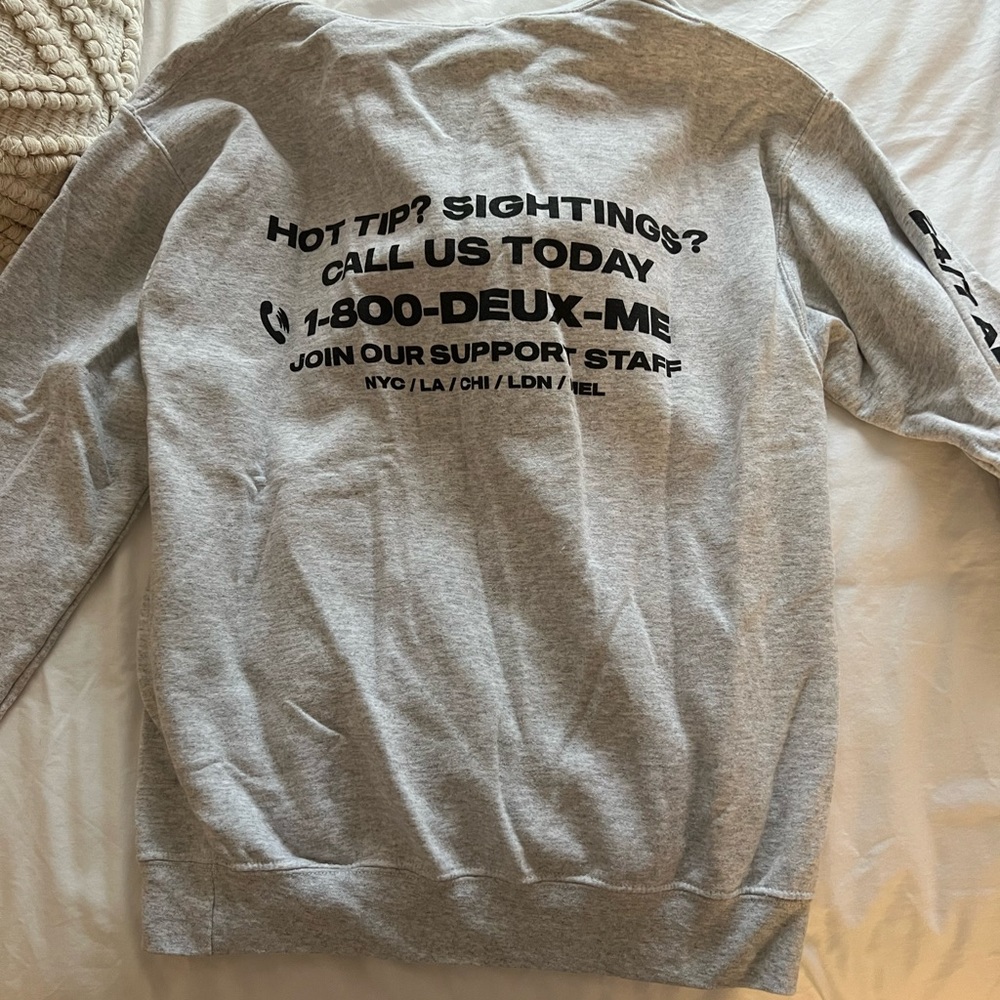 HOT TIP? SIGHTINGS?
CALL US TODAY
1-800-DEUX-ME
JOIN OUR SUPPORT STAFF
NYC / LA / CHI / LDN / MEL